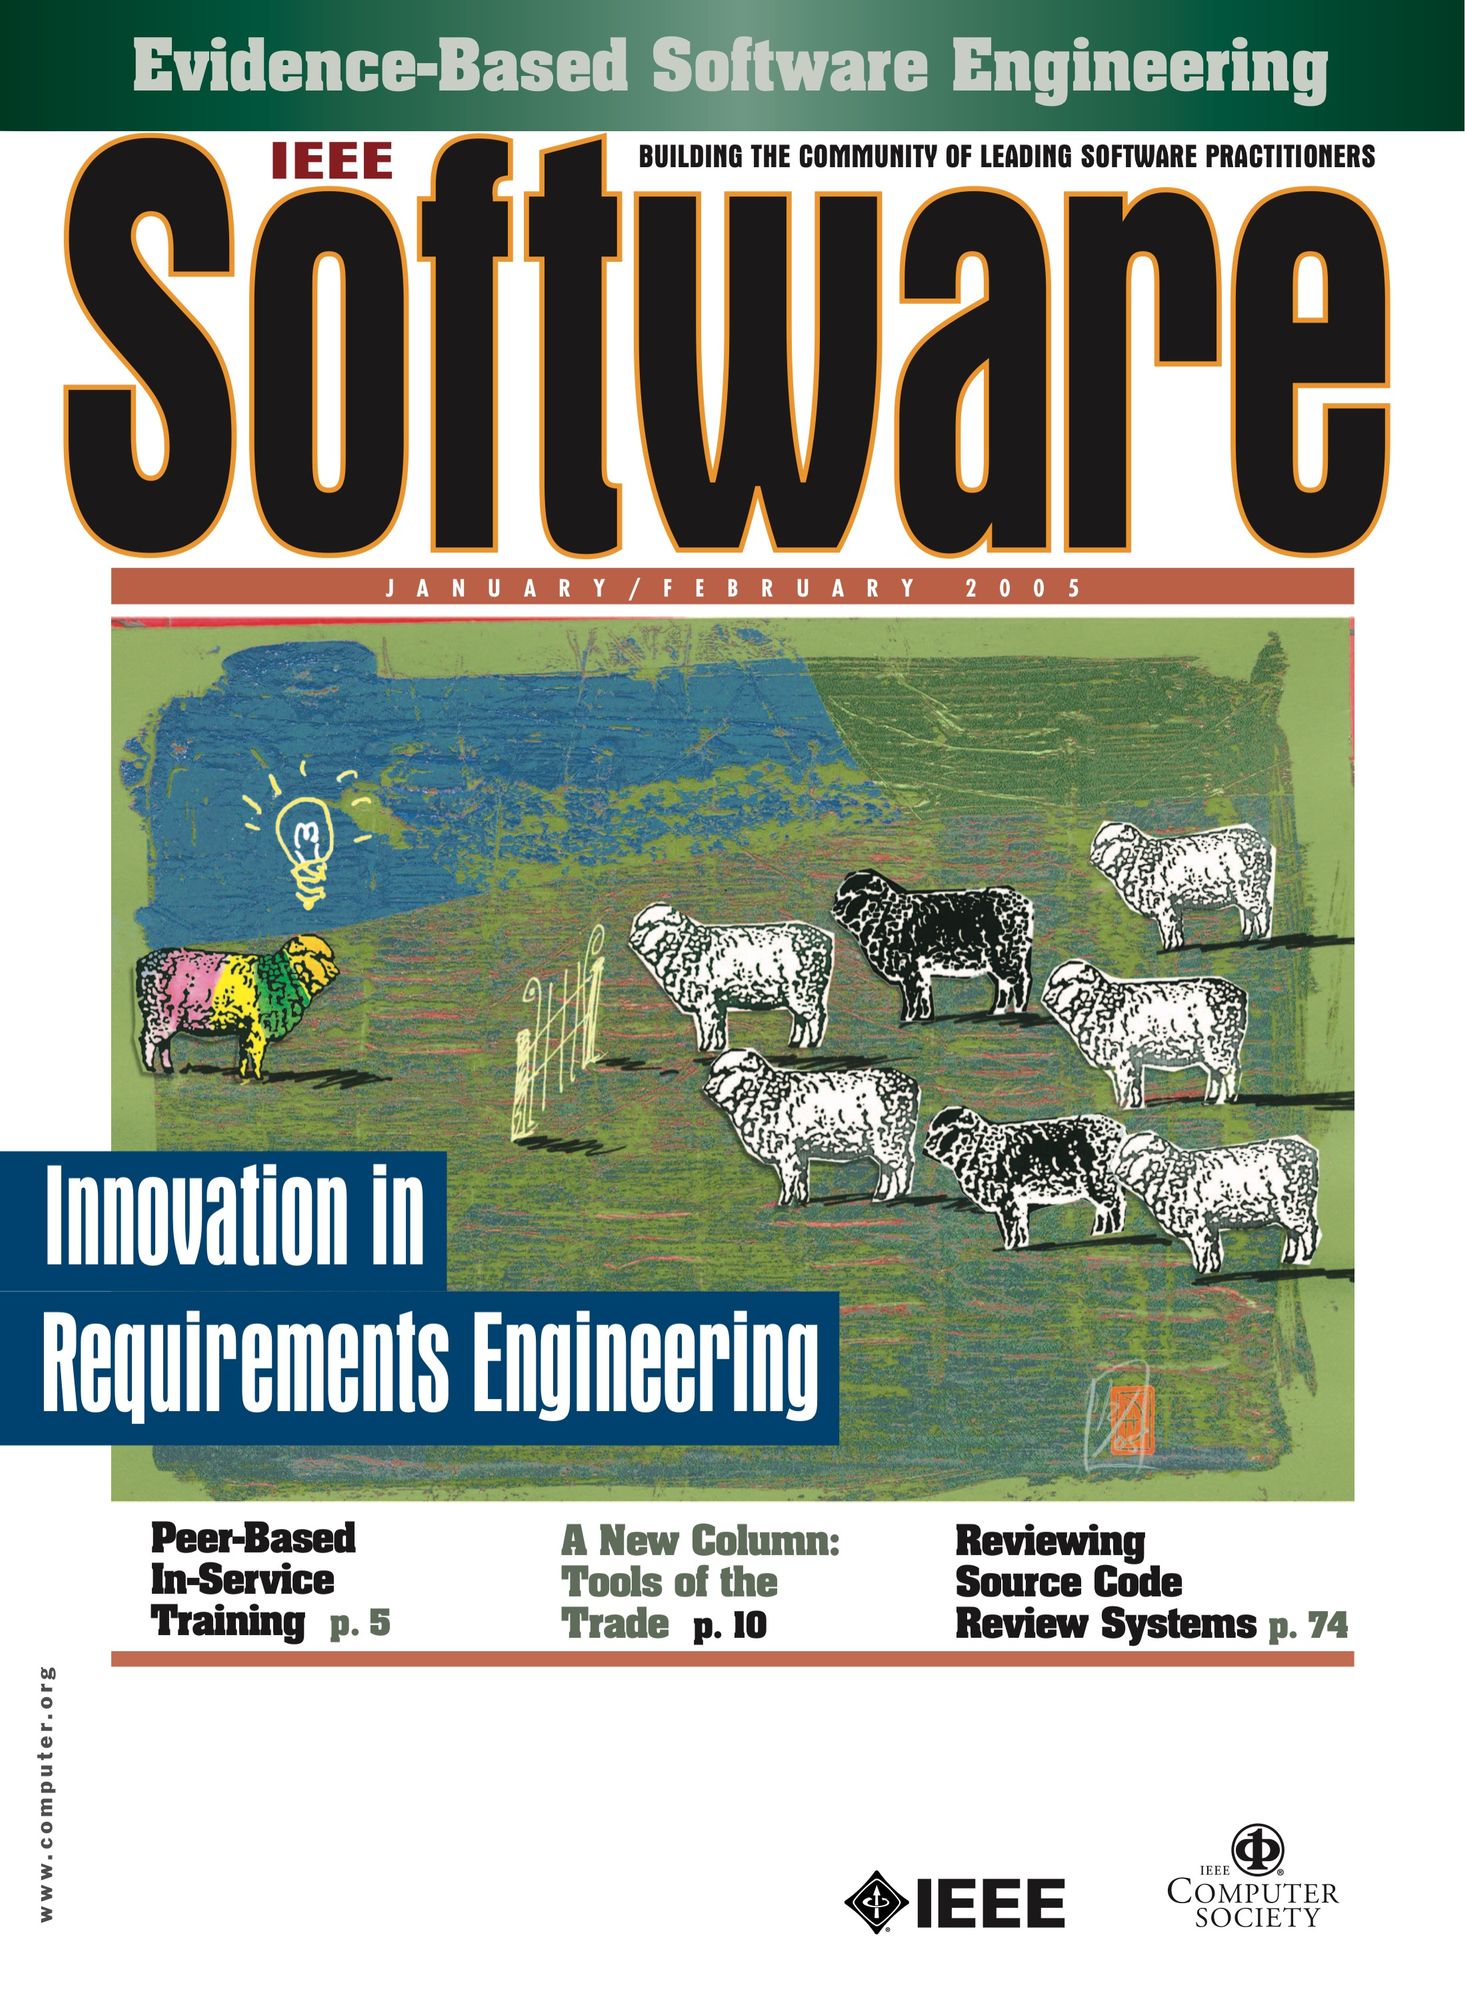 Evidence-Based Software Engineering
IEEE
BUILDING THE COMMUNITY OF LEADING SOFTWARE PRACTITIONERS
Software
JANUARY/FEBRUARY 2005
Innovation in
Requirements Engineering
Peer-Based
In-Service
Training p. 5
A New Column:
Tools of the
Trade p. 10
Reviewing
Source Code
Review Systems p. 74
www.computer.org
IEEE
IEEE
COMPUTER
SOCIETY